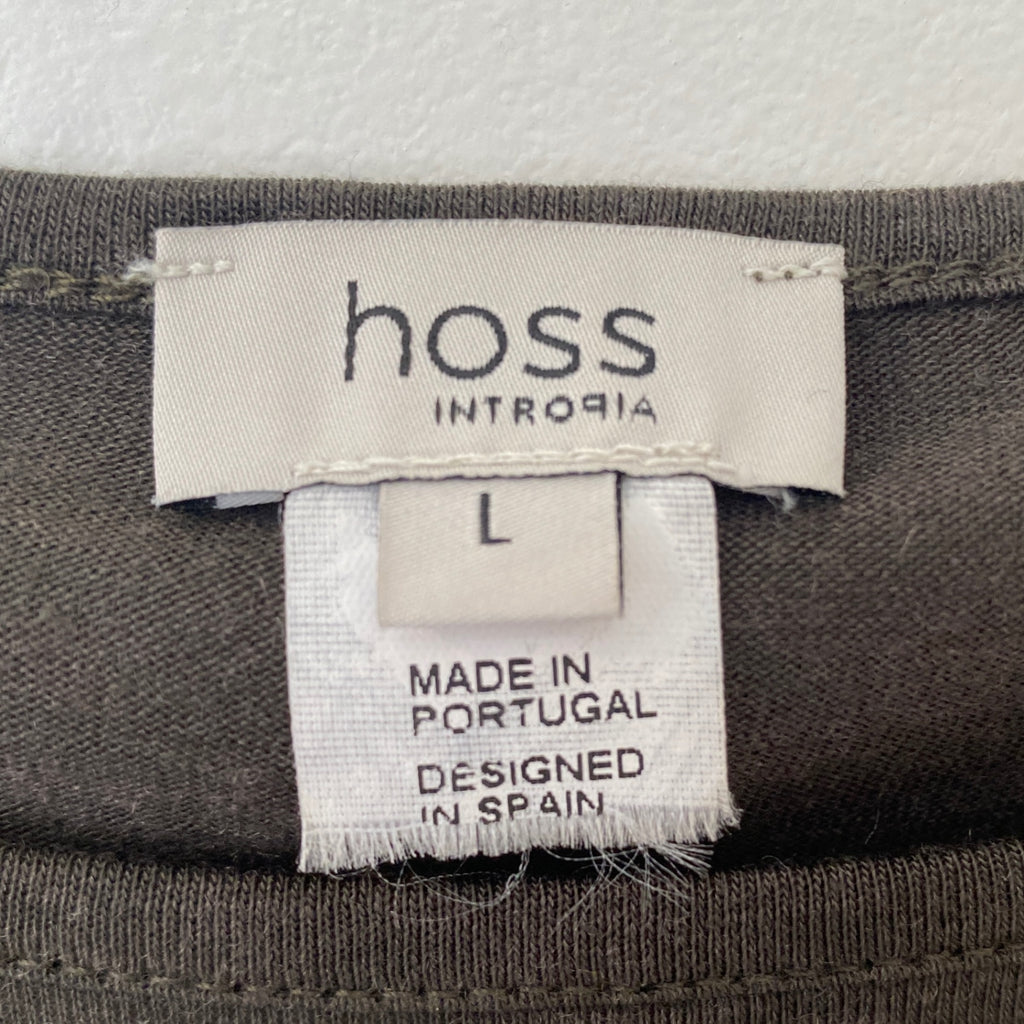 hoss
INTROPIA
L
MADE IN
PORTUGAL
DESIGNED
IN SPAIN